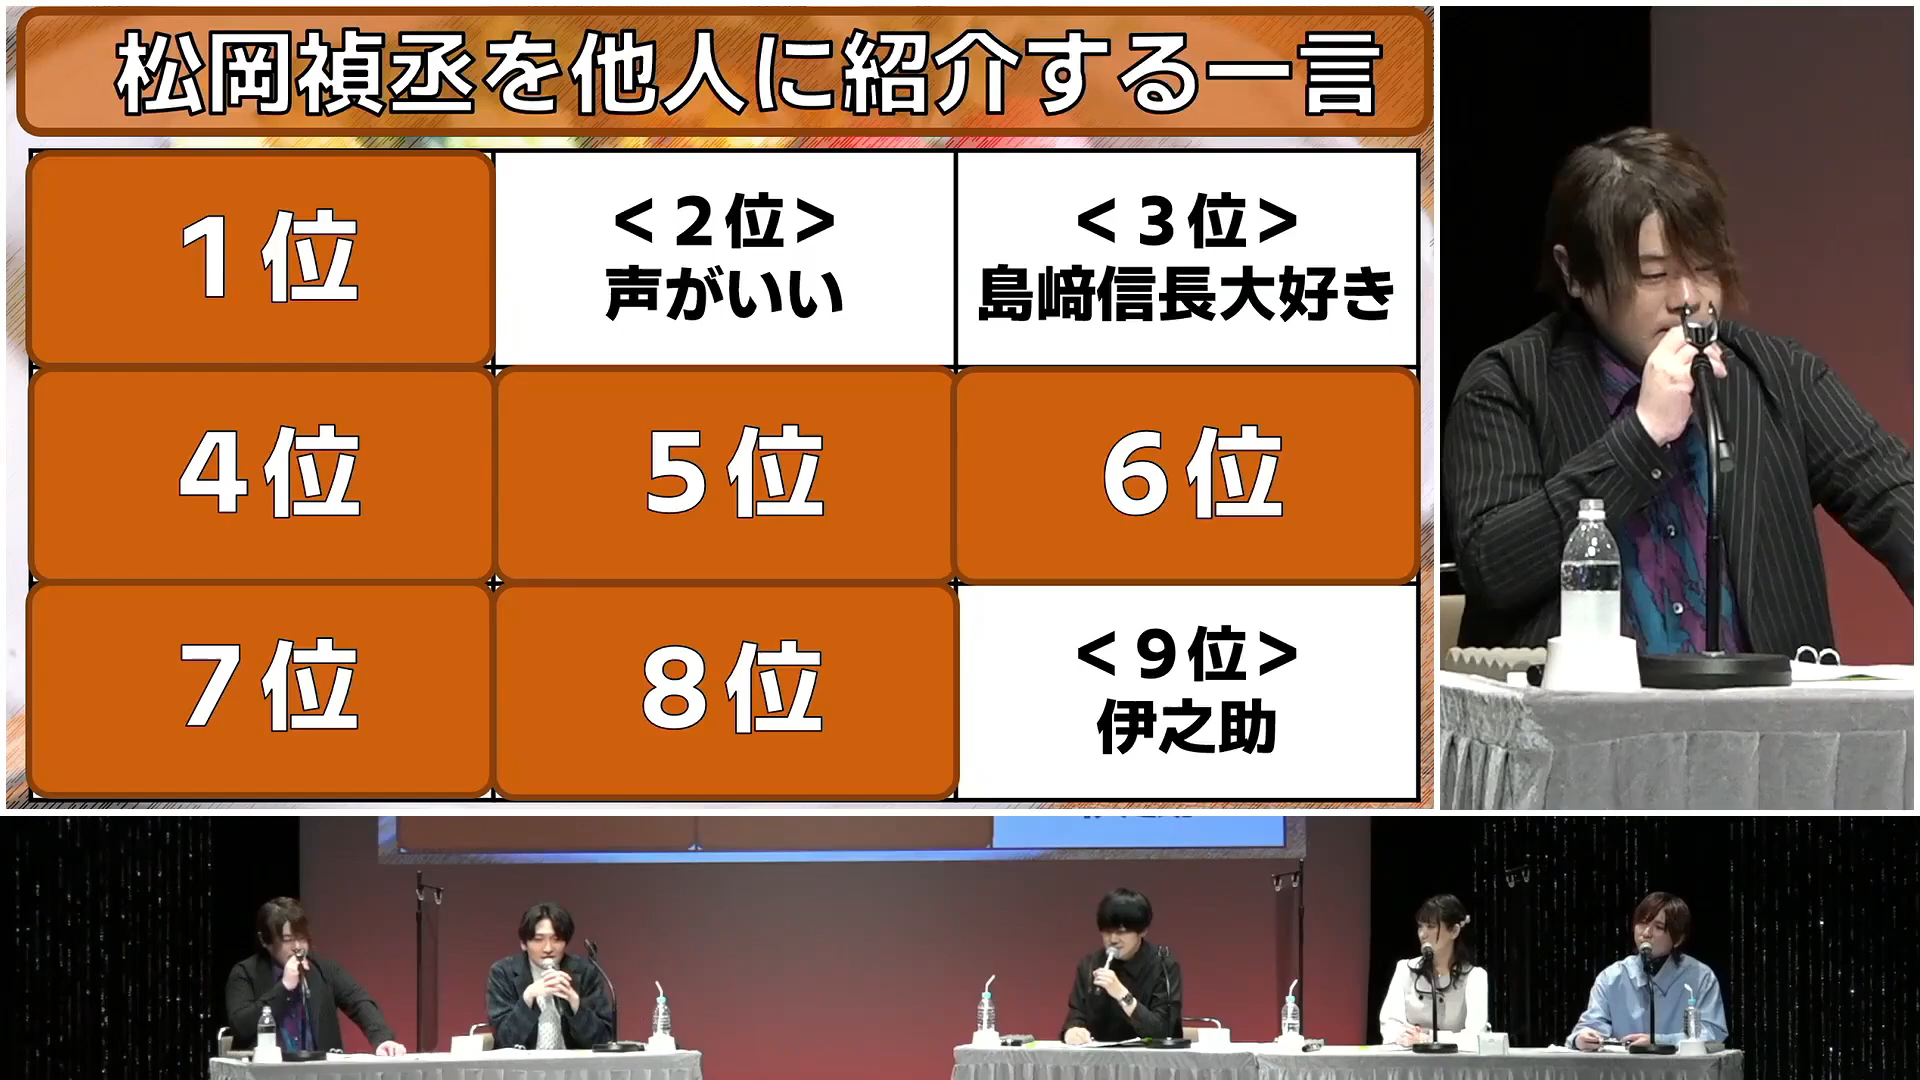 松岡禎丞を他人に紹介する一言
１位
<２位>
声がいい
<３位>
島﨑信長大好き
４位
５位
６位
７位
８位
<９位>
伊之助